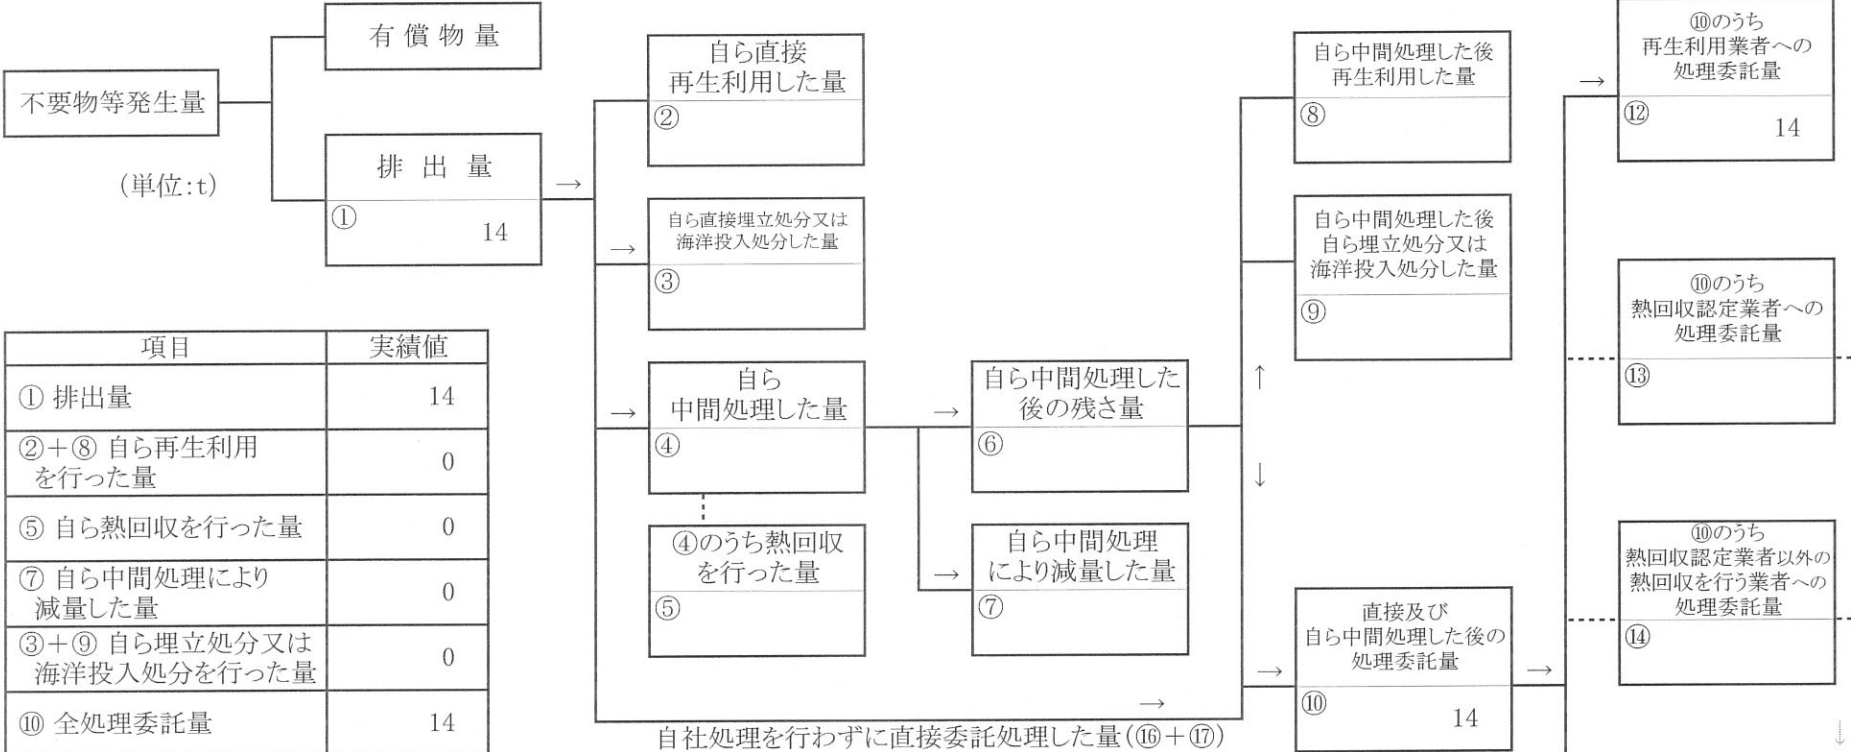 不要物等発生量
(単位:t)
有償物量
排出量
①
14
自ら直接
再生利用した量
②
自ら直接埋立処分又は
海洋投入処分した量
③
自ら
中間処理した量
④
④のうち熱回収
を行った量
⑤
自ら中間処理した
後の残さ量
⑥
自ら中間処理
により減量した量
⑦
自ら中間処理した後
再生利用した量
⑧
自ら中間処理した後
自ら埋立処分又は
海洋投入処分した量
⑨
直接及び
自ら中間処理した後の
処理委託量
⑩
14
自社処理を行わずに直接委託処理した量(⑯+⑰)
⑩のうち
再生利用業者への
処理委託量
⑫
14
⑩のうち
熱回収認定業者への
処理委託量
⑬
⑩のうち
熱回収認定業者以外の
熱回収を行う業者への
処理委託量
⑭
項目 実績値
① 排出量 14
②+⑧ 自ら再生利用
を行った量 0
⑤ 自ら熱回収を行った量 0
⑦ 自ら中間処理により
減量した量 0
③+⑨ 自ら埋立処分又は
海洋投入処分を行った量 0
⑩ 全処理委託量 14